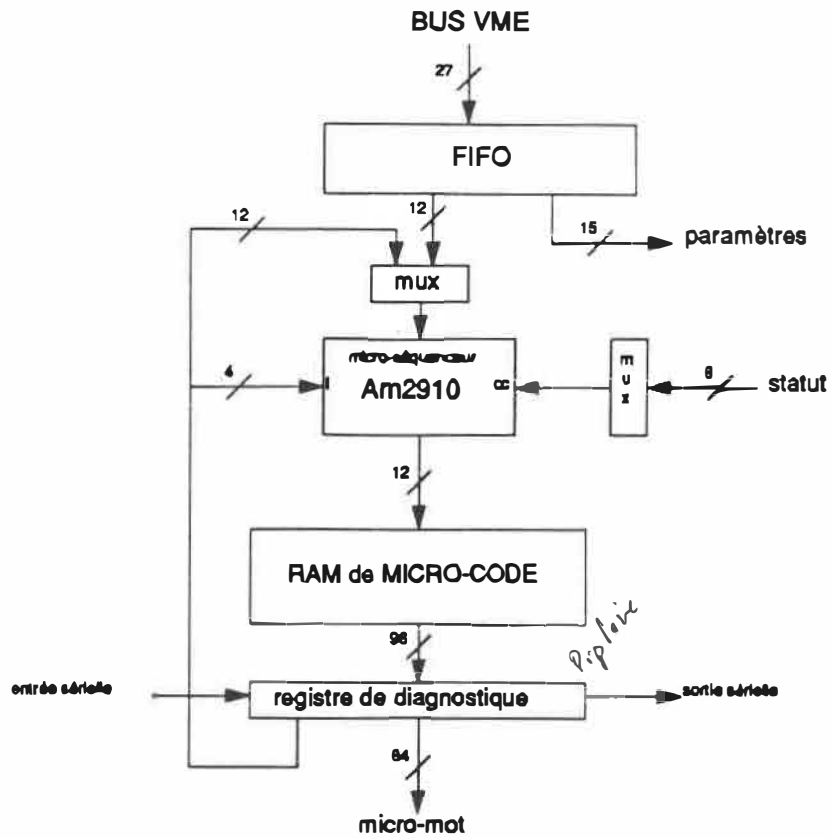 BUS VME
27
FIFO
12
12
15
paramètres
mux
micro-séquenceur
Am2910
4
I
CC
mux
6
statut
12
RAM de MICRO-CODE
96
entrée sérielle
registre de diagnostique
sortie sérielle
64
micro-mot